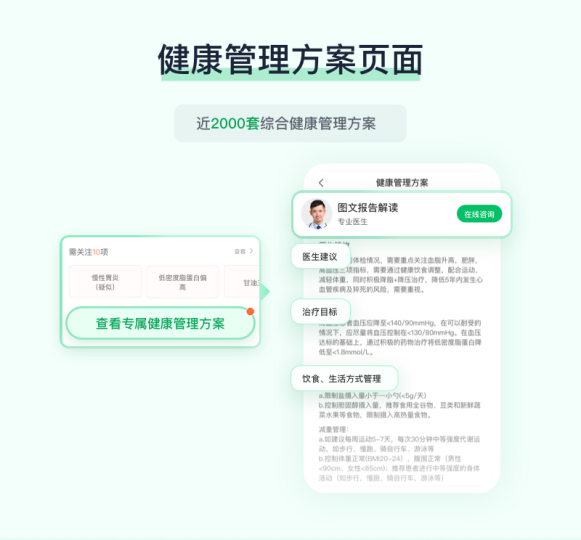 健康管理方案页面
近2000套综合健康管理方案
需关注10项
查看
慢性胃炎
(疑似)
低密度脂蛋白偏
高
甘油
查看专属健康管理方案
健康管理方案
图文报告解读
专业医生
在线咨询
医生建议
的体检情况，需要重点关注血脂升高，肥胖，
项指标，需要通过健康饮食调整，配合运动，
减轻体重，同时积极降脂+降压治疗，降低5年内发生心
血管疾病及猝死的风险，需要重视。
治疗目标
者血压应降至<140/90mmHg，在可以耐受的
情况下，应尽量将血压控制在<130/80mmHg。在血压
达标的基础上，通过积极的药物治疗将低密度脂蛋白降
低至<1.8mmol/L。
饮食、生活方式管理
a.限制盐摄入量小于一小勺(<5g/天)
b.控制胆固醇摄入量，推荐食用全谷物、豆类和新鲜蔬
菜水果等食物，限制摄入高热量食物。
减重管理：
a.如建议每周运动5~7天，每次30分钟中等强度代谢运
动，如步行、慢跑、骑自行车、游泳等
b.控制体重正常(BMI20~24)，腰围正常（男性
<90cm、女性<85cm)；推荐患者进行中等强度的身体
活动（如步行，慢跑，骑自行车，游泳等）